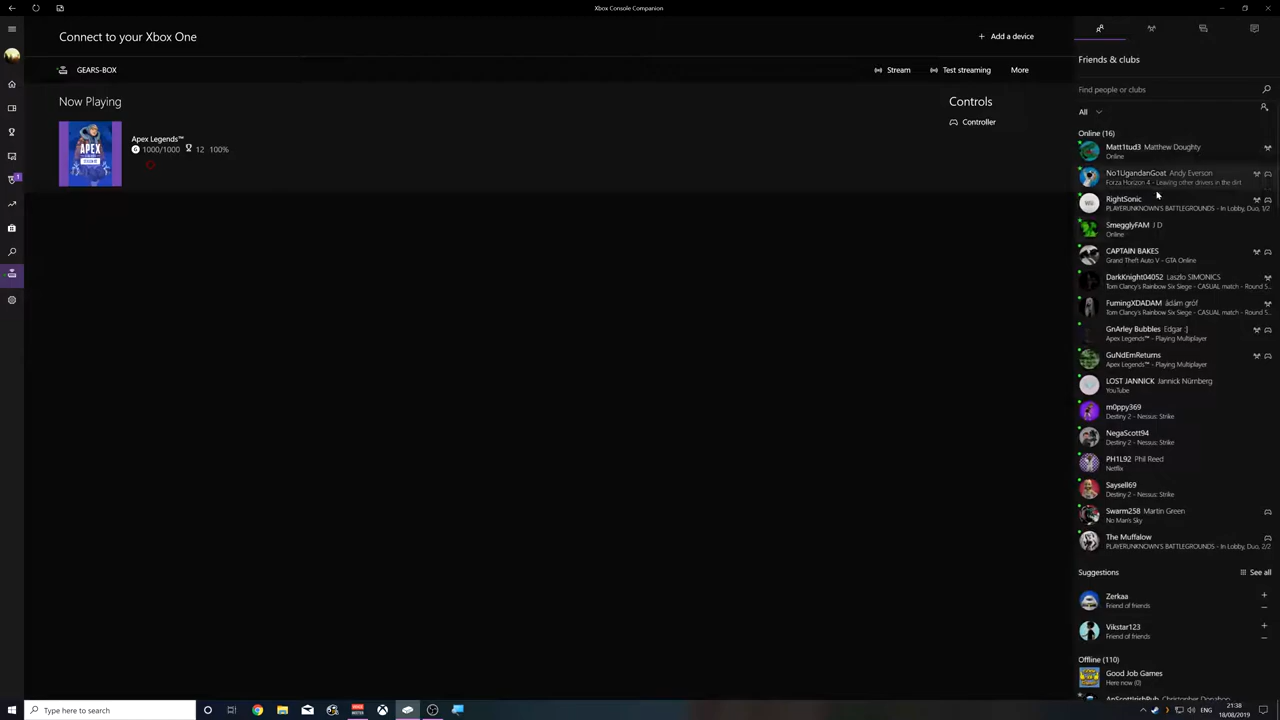 Xbox Console Companion
Connect to your Xbox One
Add a device
GEARS-BOX
Stream
Test streaming
More
Now Playing
APEX
Apex Legends™
G 1000/1000 12 100%
Controls
Controller
Friends & clubs
Find people or clubs
All
Online (16)
Matt1tud3 Matthew Doughty
Online
No1UgandanGoat Andy Everson
Forza Horizon 4 - Leaving other drivers in the dirt
RightSonic
PLAYERUNKNOWN'S BATTLEGROUNDS - In Lobby, Duo, 1/2
SmegglyFAM J D
Online
CAPTAIN BAKES
Grand Theft Auto V - GTA Online
DarkKnight04052 Laszlo SIMONICS
Tom Clancy's Rainbow Six Siege - CASUAL match - Round 5...
FumingXDADAM ádám gróf
Tom Clancy's Rainbow Six Siege - CASUAL match - Round 5...
GnArley Bubbles Edgar :]
Apex Legends™ - Playing Multiplayer
GuNdEmReturns
Apex Legends™ - Playing Multiplayer
LOST JANNICK Jannick Nürnberg
YouTube
m0ppy369
Destiny 2 - Nessus: Strike
NegaScott94
Destiny 2 - Nessus: Strike
PH1L92 Phil Reed
Netflix
Saysell69
Destiny 2 - Nessus: Strike
Swarm258 Martin Green
No Man's Sky
The Muffalow
PLAYERUNKNOWN'S BATTLEGROUNDS - In Lobby, Duo, 2/2
Suggestions
See all
Zerkaa
Friend of friends
Vikstar123
Friend of friends
Offline (110)
Good Job Games
Here now (0)
1
Type here to search
ENG
21:38
18/08/2019